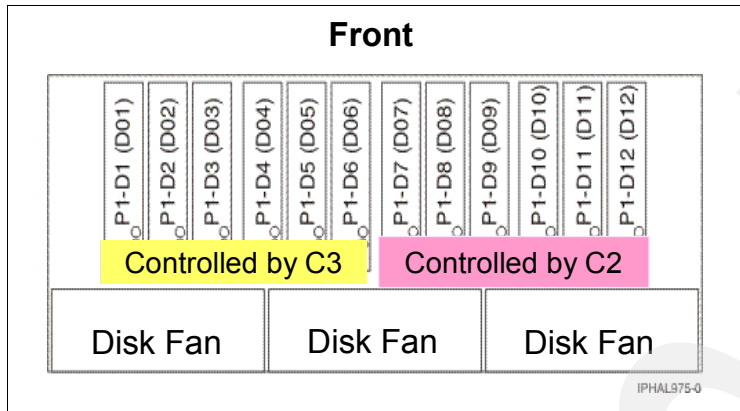 Front
P1-D1 (D01)
P1-D2 (D02)
P1-D3 (D03)
P1-D4 (D04)
P1-D5 (D05)
P1-D6 (D06)
P1-D7 (D07)
P1-D8 (D08)
P1-D9 (D09)
P1-D10 (D10)
P1-D11 (D11)
P1-D12 (D12)
Controlled by C3
Controlled by C2
Disk Fan
Disk Fan
Disk Fan
IPHAL975-0